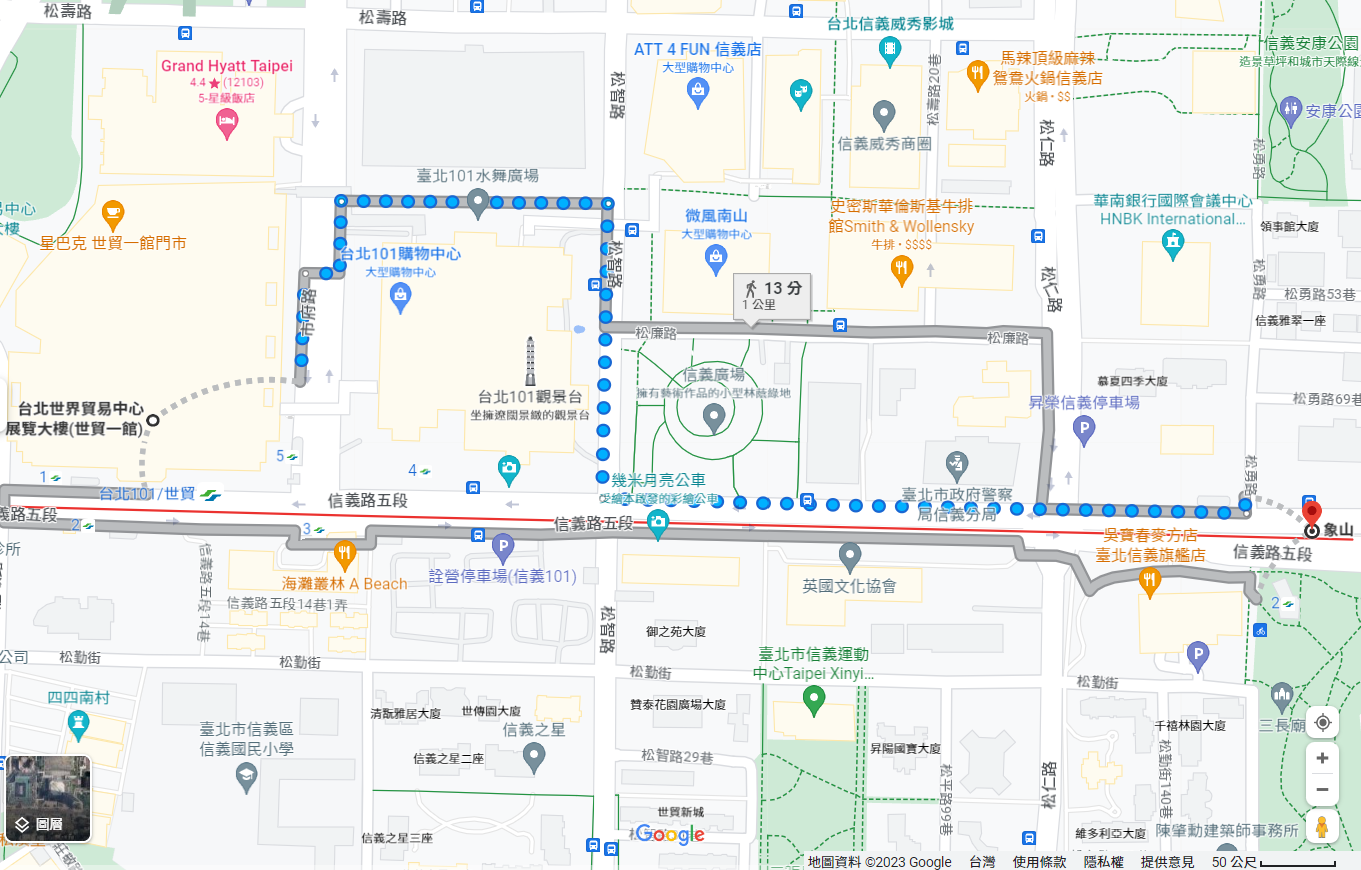 松壽路
松壽路
Grand Hyatt Taipei
4.4 ★ (12103)
5-星級飯店
ATT 4 FUN 信義店
大型購物中心
台北信義威秀影城
馬辣頂級麻辣
鴛鴦火鍋信義店
火鍋・$$
信義安康公園
安康公園
松智路
松壽路20巷
信義威秀商圈
松仁路
松勇路
臺北101水舞廣場
星巴克 世貿一館門市
微風南山
大型購物中心
史密斯華倫斯基牛排
館Smith & Wollensky
牛排・$$$$
華南銀行國際會議中心
HNBK International...
領事館大廈
台北101購物中心
大型購物中心
松智路
市府路
13 分
1 公里
松仁路
松勇路
松勇路53巷
信義雅翠一座
松廉路
松廉路
台北101觀景台
坐擁遼闊景緻的觀景台
信義廣場
擁有藝術作品的小型林蔭綠地
慕夏四季大廈
昇榮信義停車場
松勇路69巷
台北世界貿易中心
展覽大樓(世貿一館)
5
4
1
台北101/世貿
信義路五段
幾米月亮公車
受繪本啟發的彩繪公車
臺北市政府警察
局信義分局
松勇路
象山
義路五段
2
3
信義路五段
信義路五段
吳寶春麥方店
臺北信義旗艦店
海灘叢林 A Beach
信義路五段14巷1弄
信義路五段14巷
詮營停車場(信義101)
英國文化協會
2
松智路
御之苑大廈
公司
松勤街
松勤街
松勤街
松勤街
臺北市信義運動
中心Taipei Xinyi...
四四南村
臺北市信義區
信義國民小學
清翫雅居大廈
世傳園大廈
信義之星
信義之星二座
信義之星三座
贊泰花園廣場大廈
松智路29巷
世貿新城
昇陽國寶大廈
松平路99巷
松仁路
千禧林園大廈
松勤街140巷
三長廟
維多利亞大廈
陳肇勳建築師事務所
圖層
Google
地圖資料 ©2023 Google
台灣
使用條款
隱私權
提供意見
50 公尺